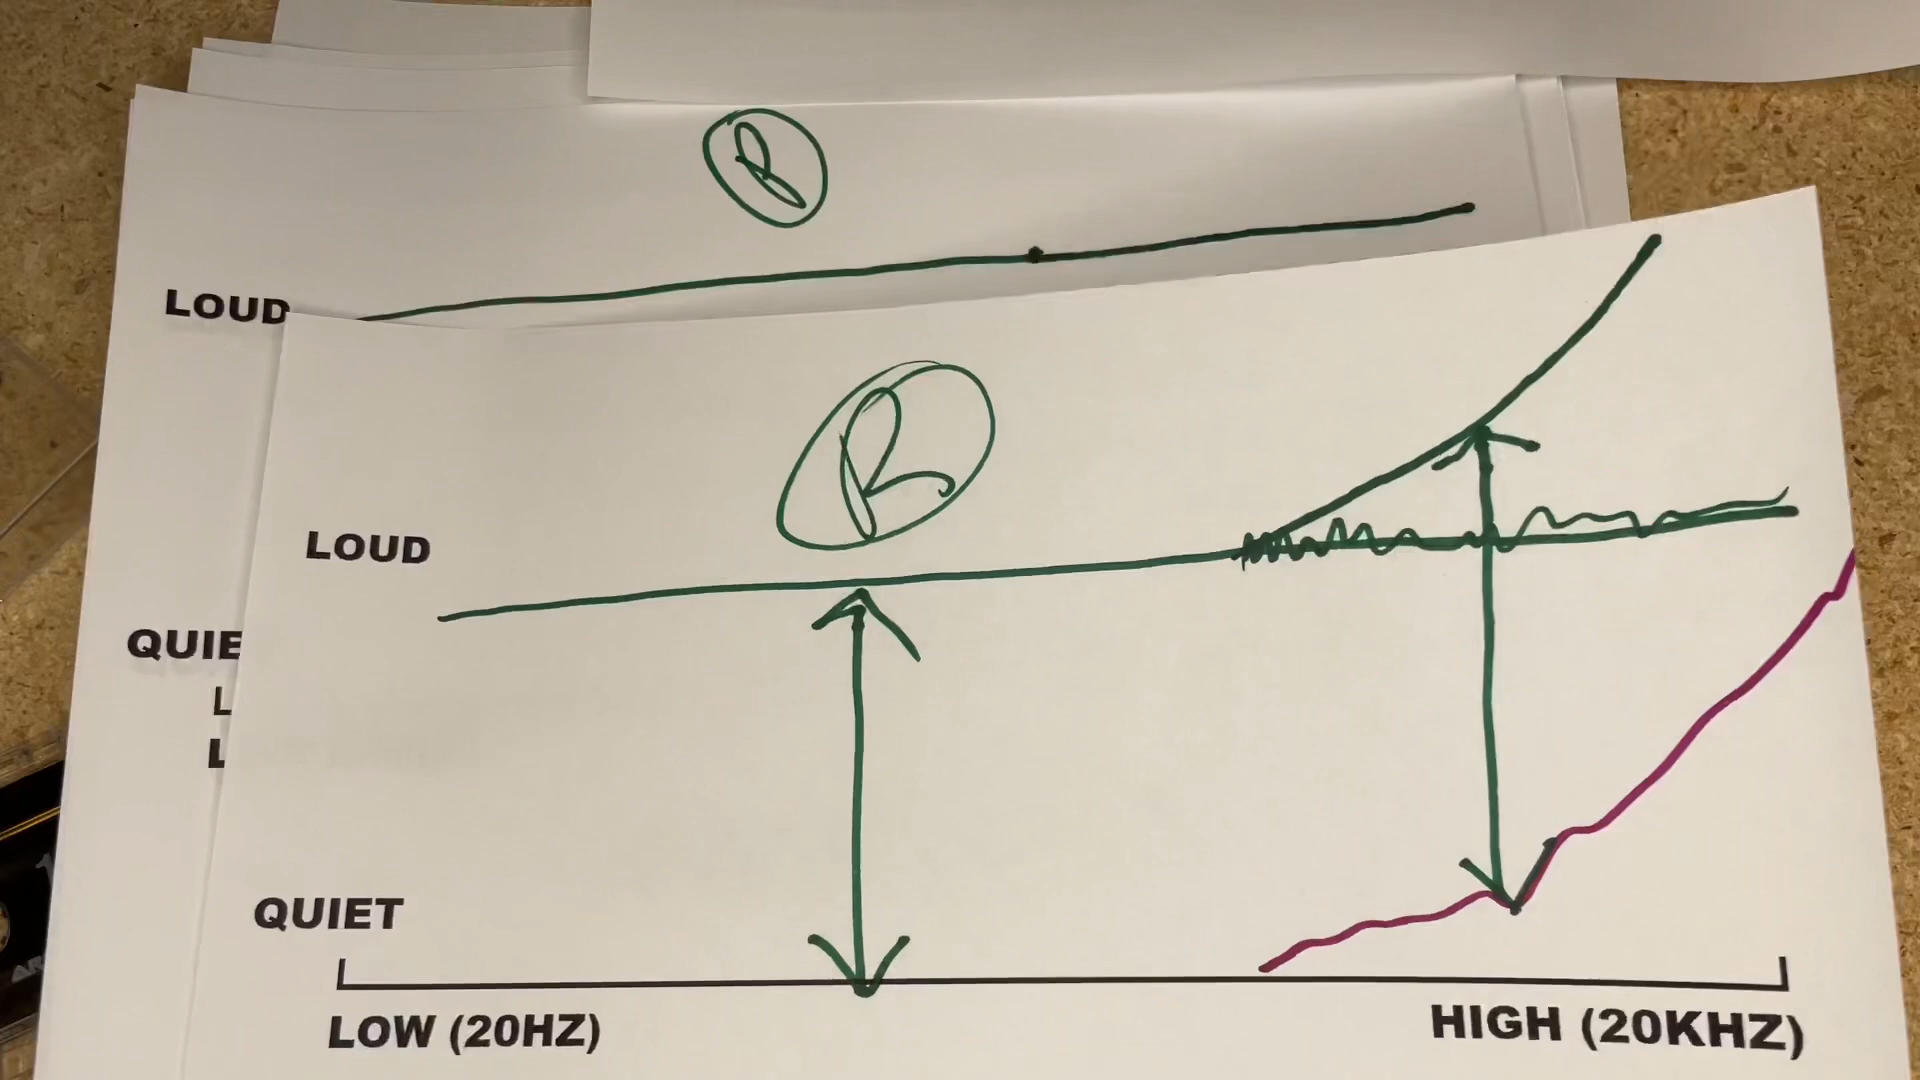 LOUD
R
LOUD
QUIE
L
L
QUIET
LOW (20HZ)
HIGH (20KHZ)